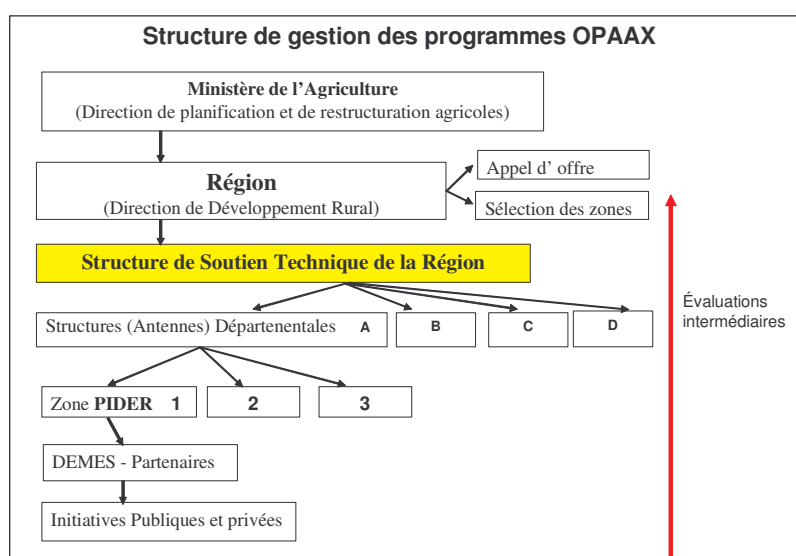 Structure de gestion des programmes OPAAX
Ministère de l'Agriculture
(Direction de planification et de restructuration agricoles)
Région
(Direction de Développement Rural)
Appel d' offre
Sélection des zones
Structure de Soutien Technique de la Région
Évaluations
intermédiaires
Structures (Antennes) Départenentales A
B
C
D
Zone PIDER 1
2
3
DEMES - Partenaires
Initiatives Publiques et privées